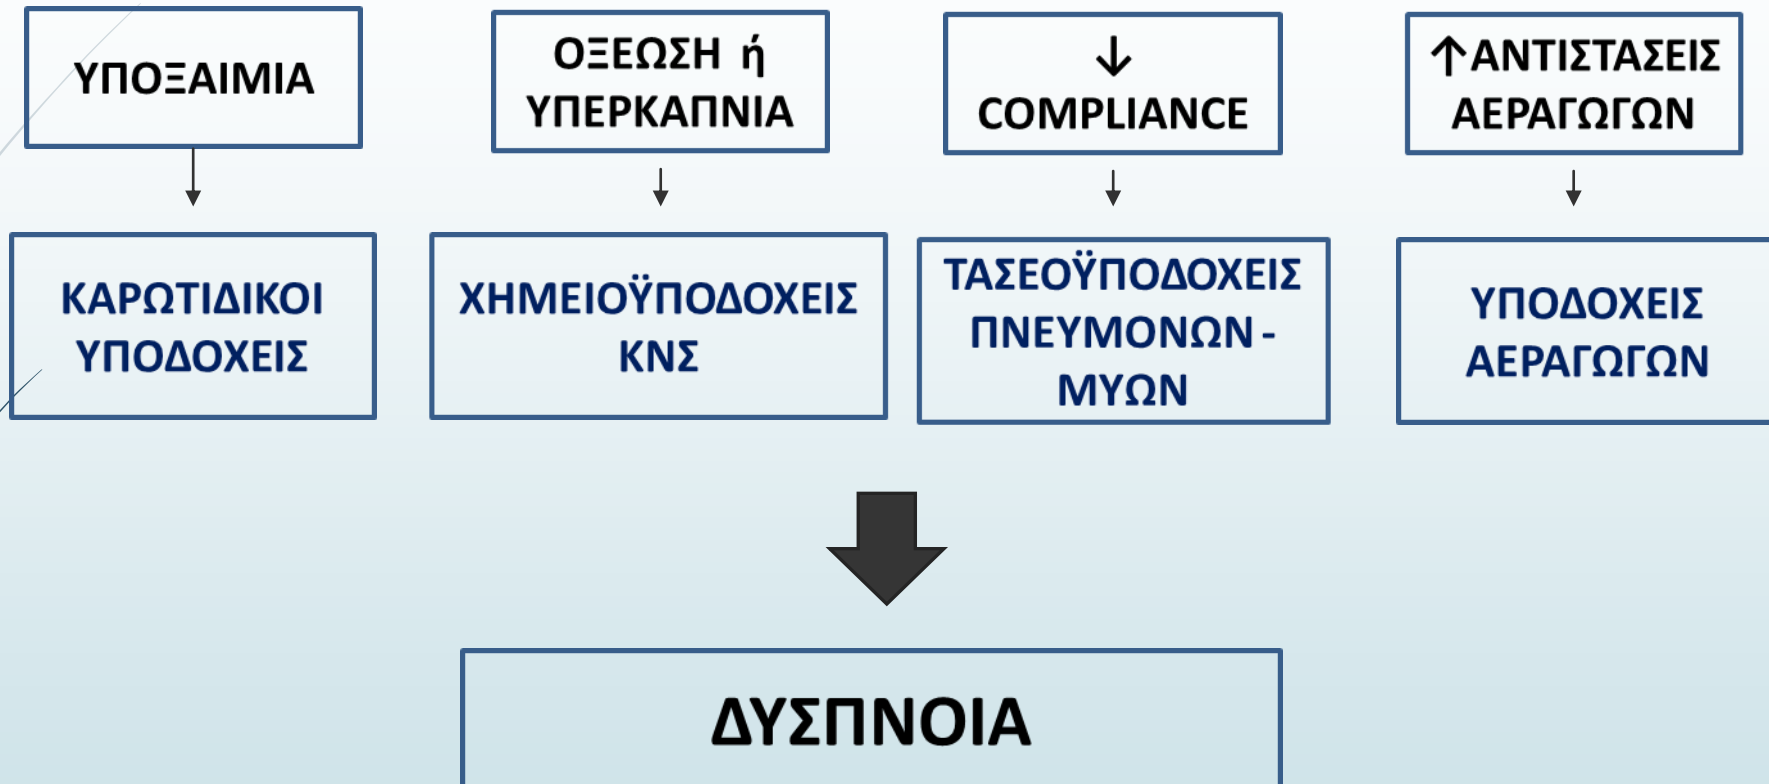 ΥΠΟΞΑΙΜΙΑ
ΟΞΕΩΣΗ ή
ΥΠΕΡΚΑΠΝΙΑ
↓
COMPLIANCE
↑ΑΝΤΙΣΤΑΣΕΙΣ
ΑΕΡΑΓΩΓΩΝ
ΚΑΡΩΤΙΔΙΚΟΙ
ΥΠΟΔΟΧΕΙΣ
ΧΗΜΕΙΟΫΠΟΔΟΧΕΙΣ
ΚΝΣ
ΤΑΣΕΟΫΠΟΔΟΧΕΙΣ
ΠΝΕΥΜΟΝΩΝ -
ΜΥΩΝ
ΥΠΟΔΟΧΕΙΣ
ΑΕΡΑΓΩΓΩΝ
ΔΥΣΠΝΟΙΑ